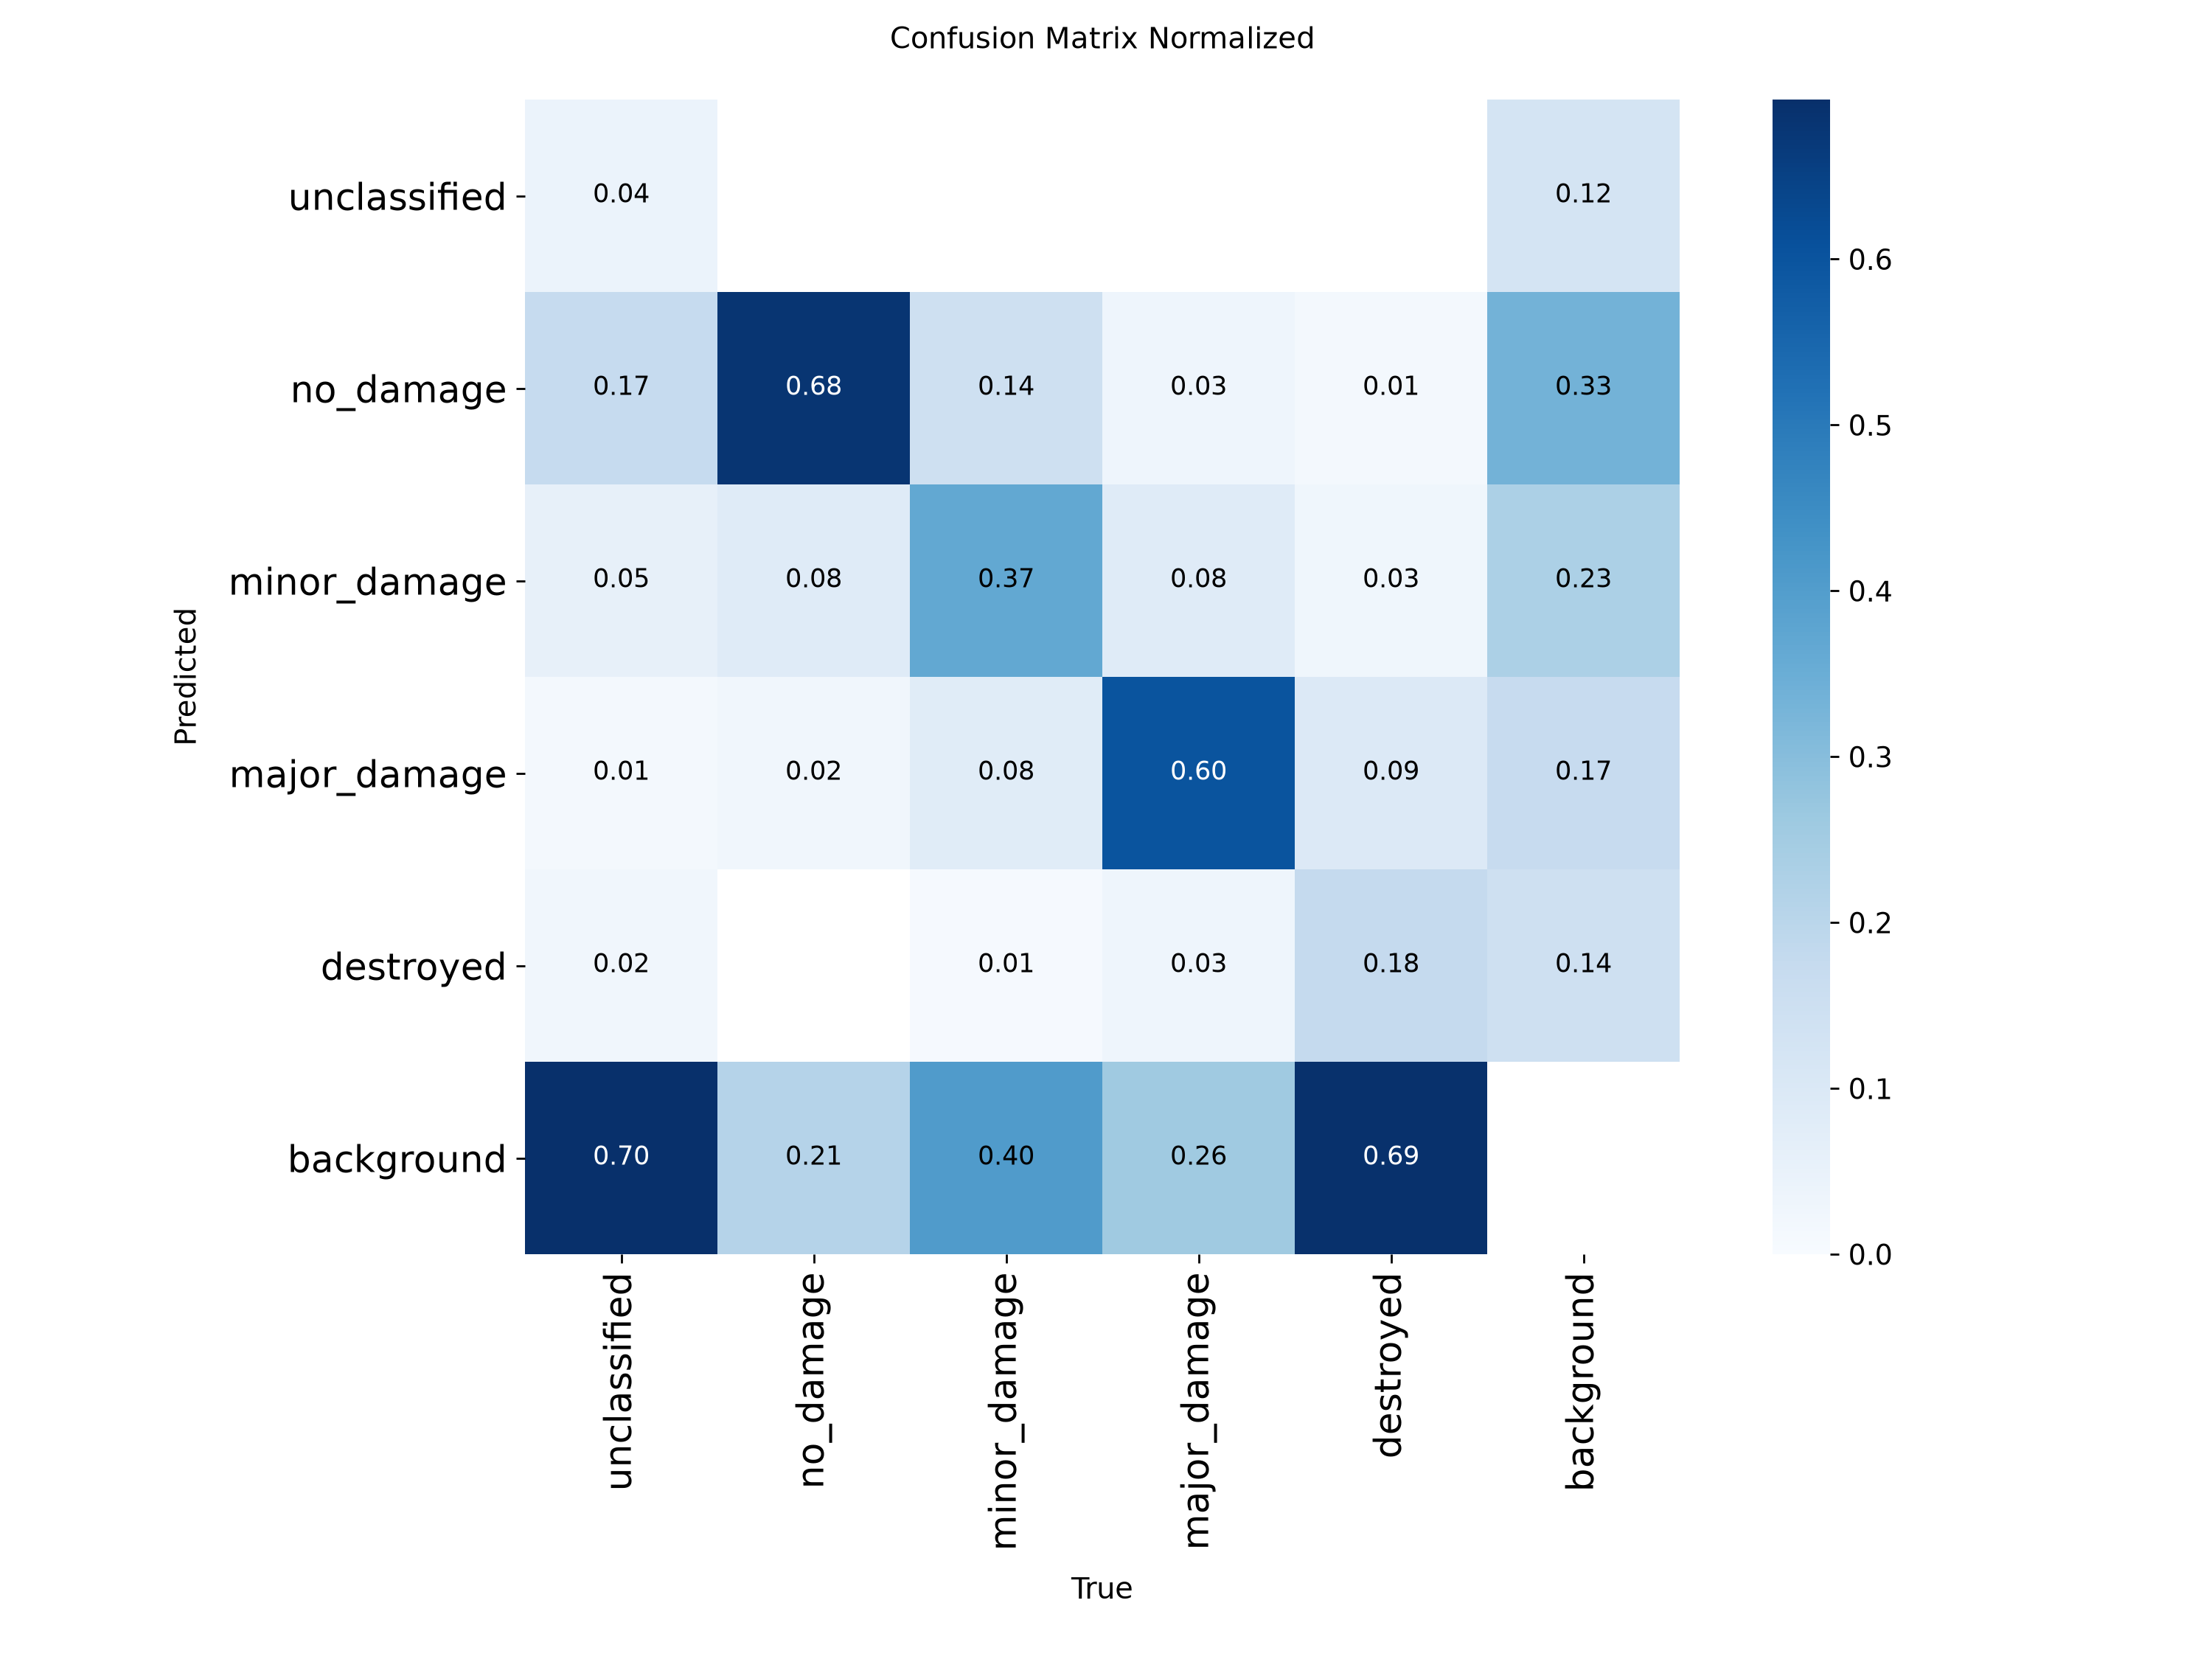 Confusion Matrix Normalized
unclassified 0.04 0.12
no_damage 0.17 0.68 0.14 0.03 0.01 0.33
minor_damage 0.05 0.08 0.37 0.08 0.03 0.23
major_damage 0.01 0.02 0.08 0.60 0.09 0.17
destroyed 0.02 0.01 0.03 0.18 0.14
background 0.70 0.21 0.40 0.26 0.69
Predicted
unclassified
no_damage
minor_damage
major_damage
destroyed
background
True
0.6
0.5
0.4
0.3
0.2
0.1
0.0